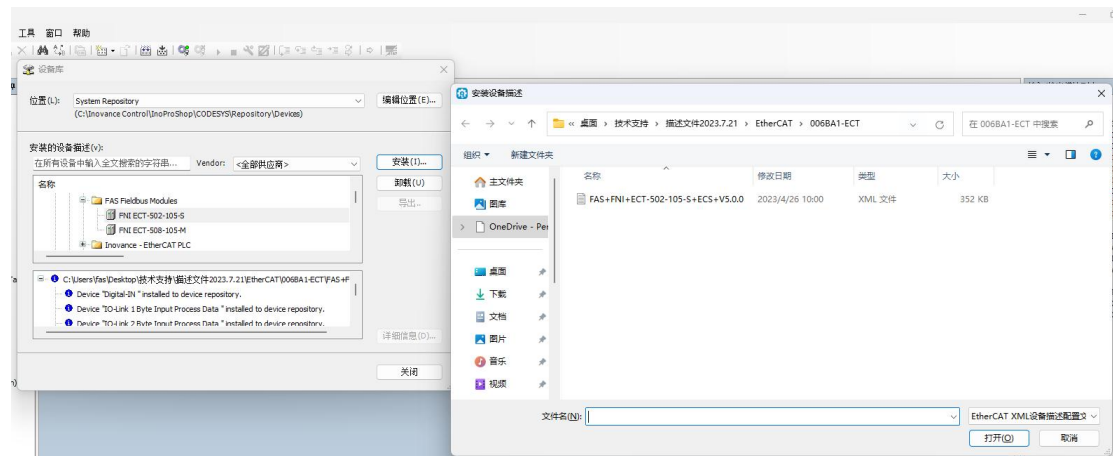 工具 窗口 帮助
设备库
位置(L): System Repository 编辑位置(E)...
(C:\Inovance Control\InoProShop\CODESYS\Repository\Devices)
安装的设备描述(v):
在所有设备中输入全文搜索的字符串... Vendor: <全部供应商> 安装(I)...
名称 卸载(U)
FAS Fieldbus Modules 导出...
FNI ECT-502-105-S
FNI ECT-508-105-M
Inovance - EtherCAT PLC
C:\Users\fas\Desktop\技术支持\描述文件2023.7.21\EtherCAT\006BA1-ECT\FAS+F
Device "Digital-IN " installed to device repository.
Device "IO-Link 1 Byte Input Process Data " installed to device repository.
Device "IO-Link 2 Byte Input Process Data " installed to device repository.
详细信息(D)...
关闭
安装设备描述
« 桌面 › 技术支持 › 描述文件2023.7.21 › EtherCAT › 006BA1-ECT 在 006BA1-ECT 中搜索
组织 新建文件夹
名称 修改日期 类型 大小
FAS+FNI+ECT-502-105-S+ECS+V5.0.0 2023/4/26 10:00 XML 文件 352 KB
主文件夹
图库
OneDrive - Per
桌面
下载
文档
图片
音乐
视频
文件名(N): EtherCAT XML设备描述配置文
打开(O) 取消